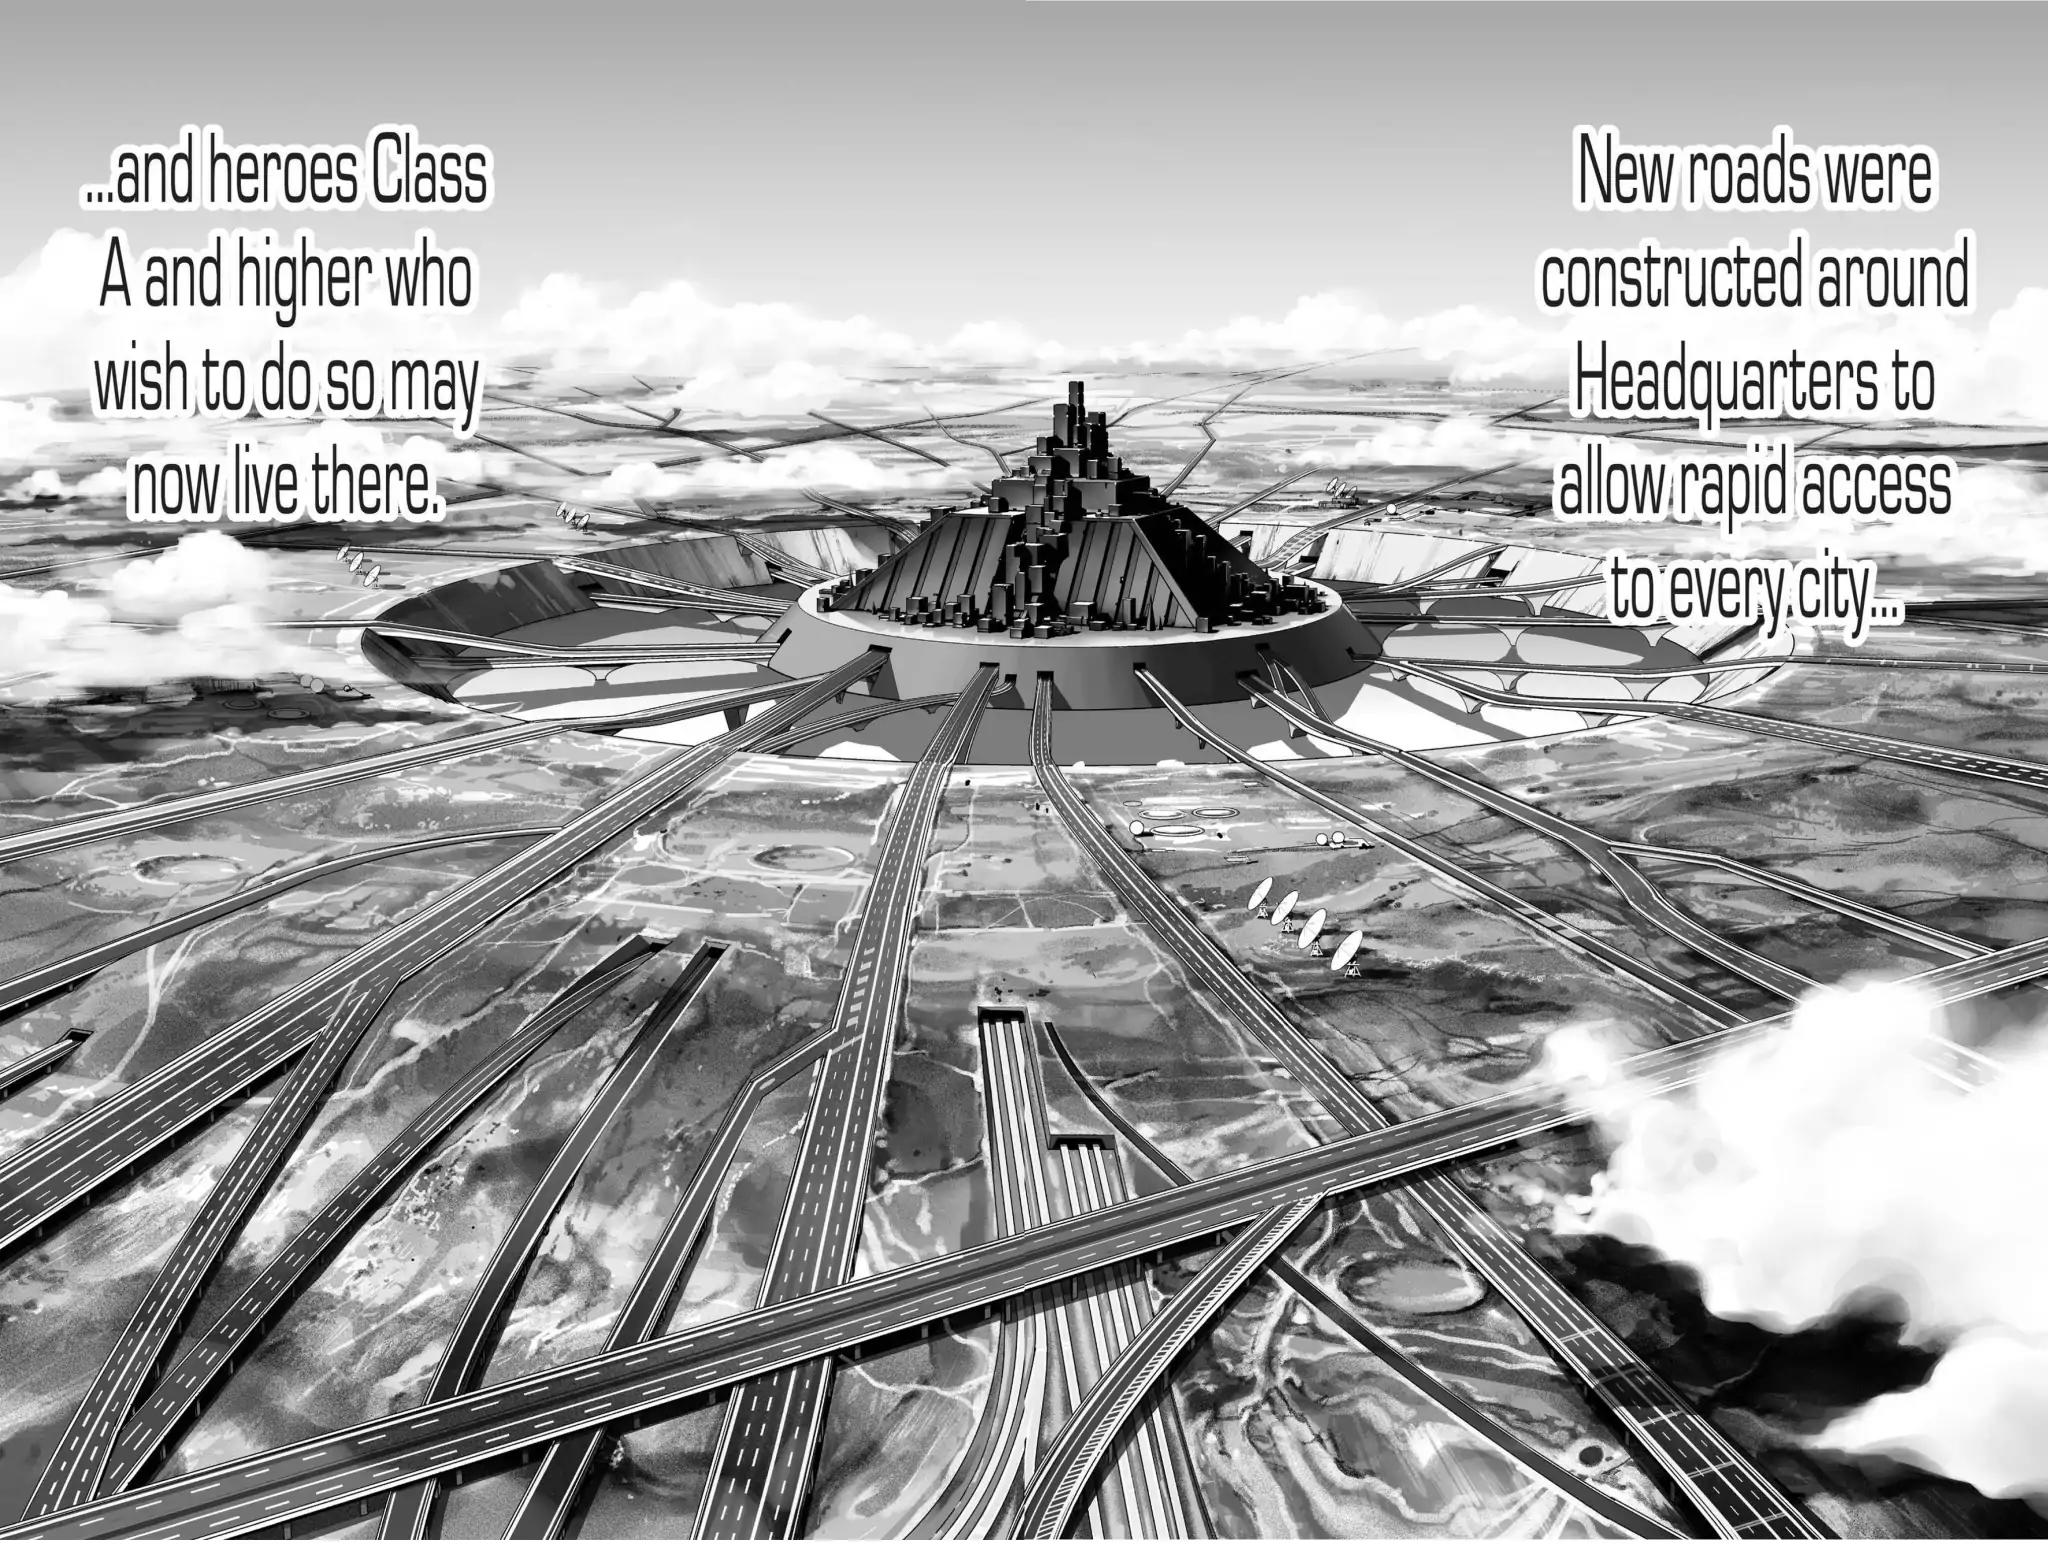 New roads were
constructed around
Headquarters to
allow rapid access
to every city...
...and heroes Class
A and higher who
wish to do so may
now live there.